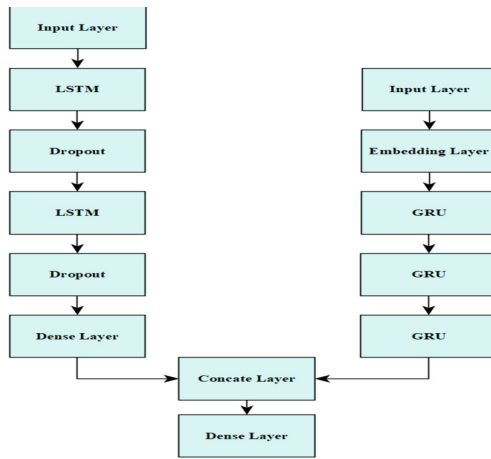 Input Layer
LSTM
Dropout
LSTM
Dropout
Dense Layer
Input Layer
Embedding Layer
GRU
GRU
GRU
Concate Layer
Dense Layer